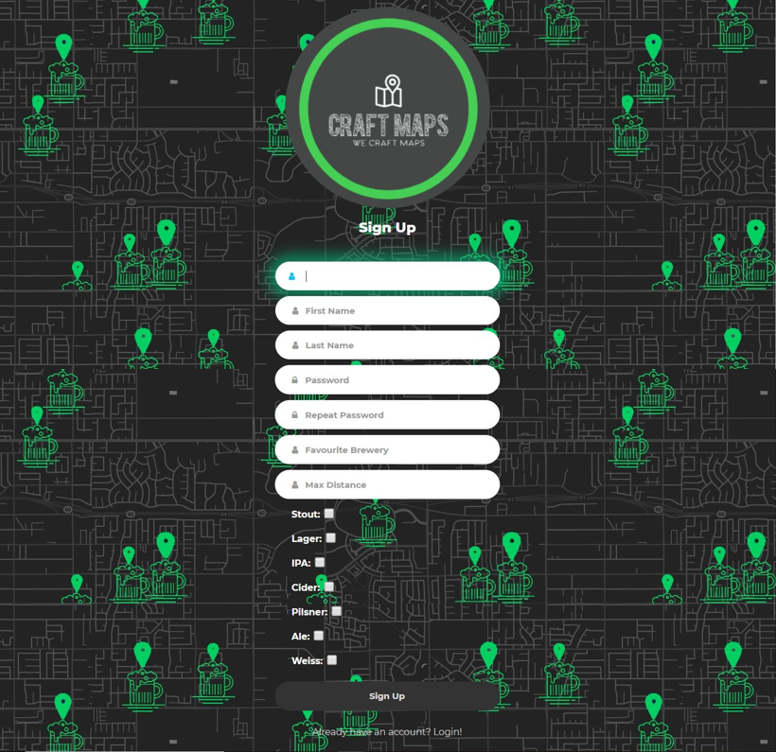 CRAFT MAPS
WE CRAFT MAPS
Sign Up
First Name
Last Name
Password
Repeat Password
Favourite Brewery
Max Distance
Stout:
Lager:
IPA:
Cider:
Pilsner:
Ale:
Weiss:
Sign Up
Already have an account? Login!